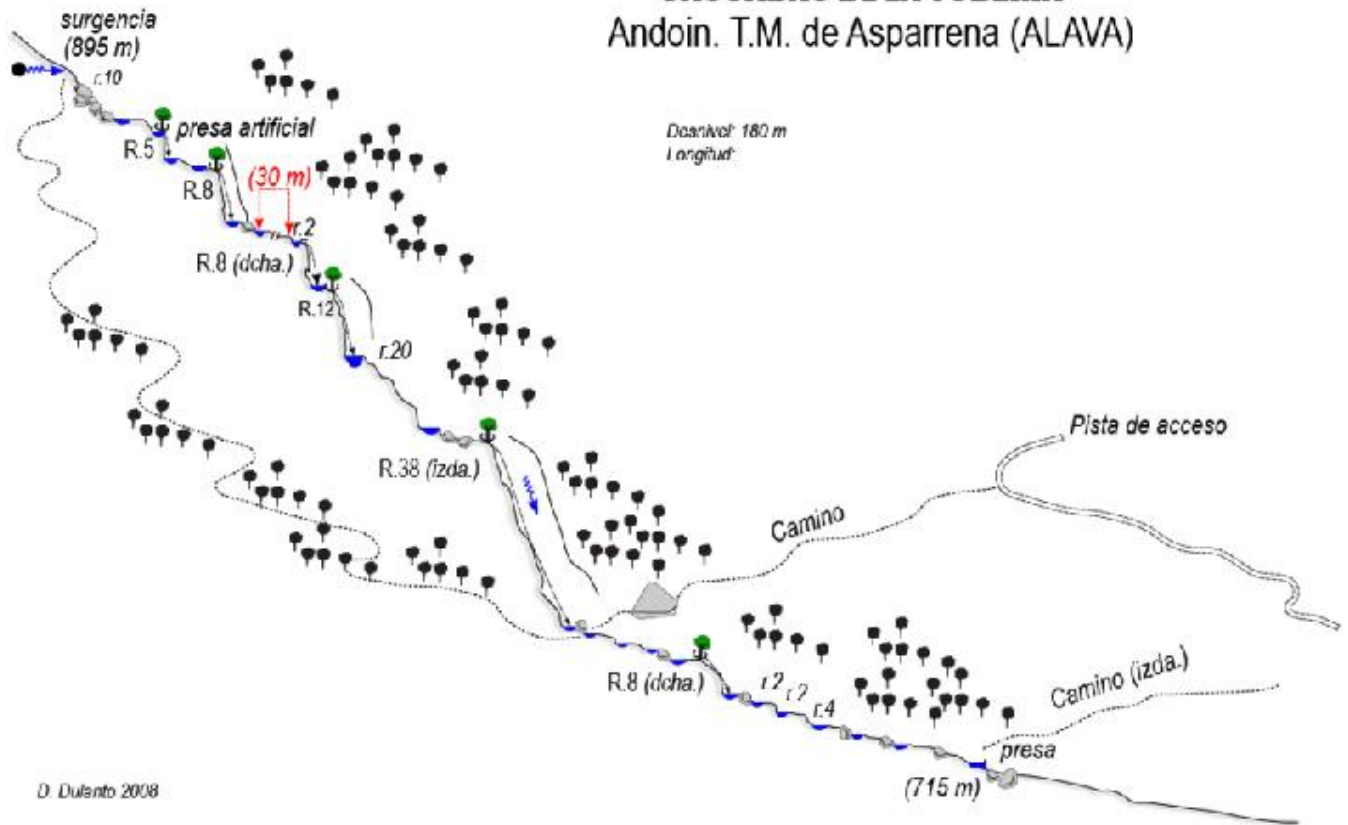 Andoin. T.M. de Asparrena (ALAVA)
surgencia
(895 m)
r.10
Desnivel: 180 m
Longitud:
presa artificial
R.5
R.8
(30 m)
r.2
R.8 (dcha.)
R.12
r.20
R.38 (izda.)
Pista de acceso
Camino
R.8 (dcha.)
r.2
r.2
r.4
Camino (izda.)
presa
(715 m)
D. Dulanto 2008